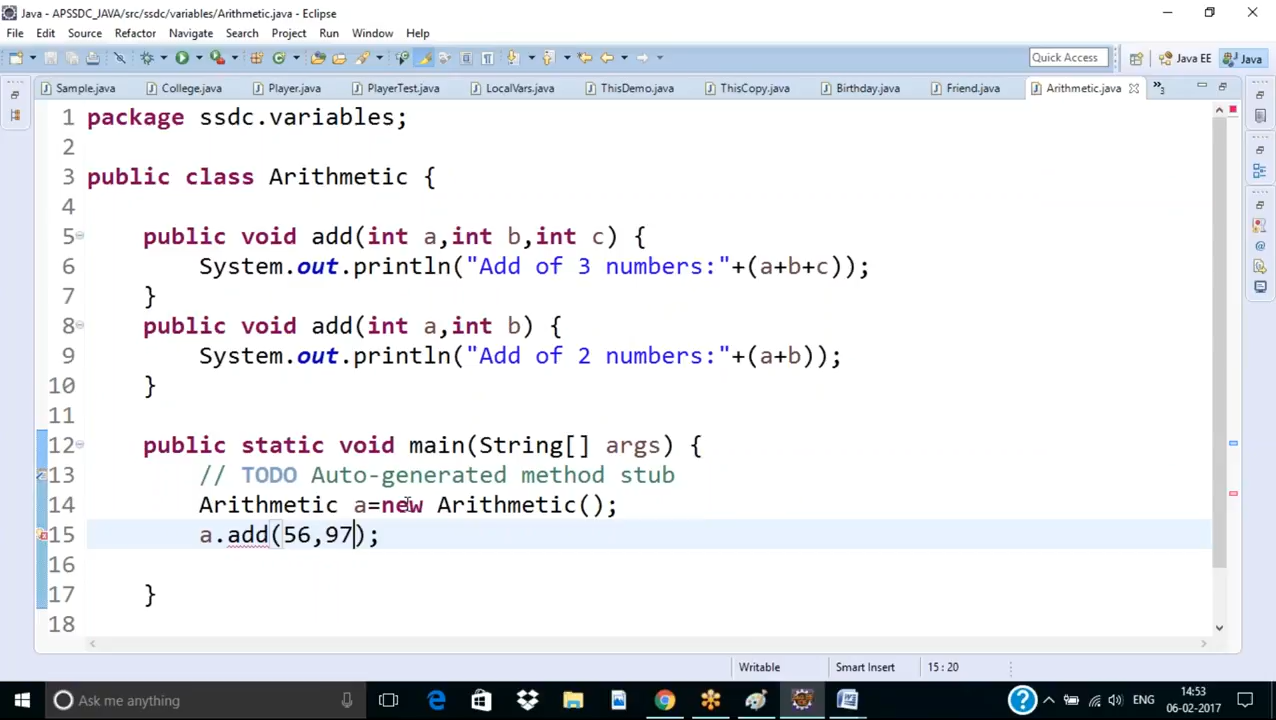 Java - APSSDC_JAVA/src/ssdc/variables/Arithmetic.java - Eclipse
File Edit Source Refactor Navigate Search Project Run Window Help
Quick Access Java EE Java
Sample.java College.java Player.java PlayerTest.java LocalVars.java ThisDemo.java ThisCopy.java Birthday.java Friend.java Arithmetic.java »3
1 package ssdc.variables;
2
3 public class Arithmetic {
4
5 public void add(int a,int b,int c) {
6 System.out.println("Add of 3 numbers:"+(a+b+c));
7 }
8 public void add(int a,int b) {
9 System.out.println("Add of 2 numbers:"+(a+b));
10 }
11
12 public static void main(String[] args) {
13 // TODO Auto-generated method stub
14 Arithmetic a=new Arithmetic();
15 a.add(56,97);
16
17 }
18
Writable Smart Insert 15 : 20
Ask me anything ENG 14:53
06-02-2017